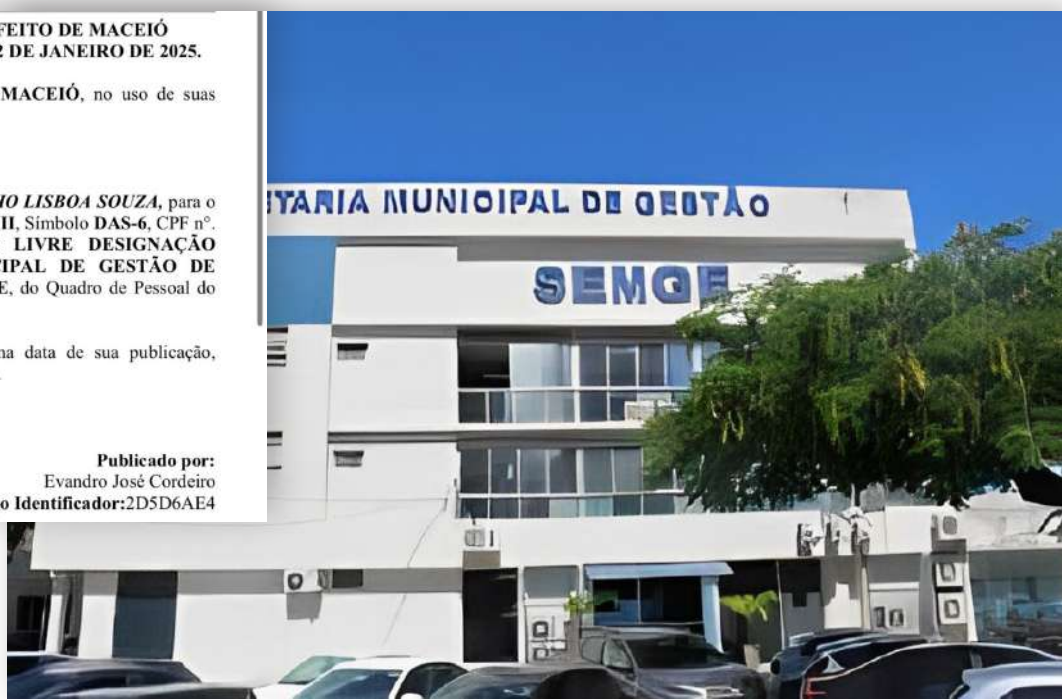 FEITO DE MACEIÓ
2 DE JANEIRO DE 2025.
MACEIÓ, no uso de suas
IO LISBOA SOUZA, para o
II, Símbolo DAS-6, CPF nº.
LIVRE DESIGNAÇÃO
CIPAL DE GESTÃO DE
E, do Quadro de Pessoal do
na data de sua publicação,
Publicado por:
Evandro José Cordeiro
o Identificador:2D5D6AE4
ETARIA MUNICIPAL DE GESTÃO
SEMGE